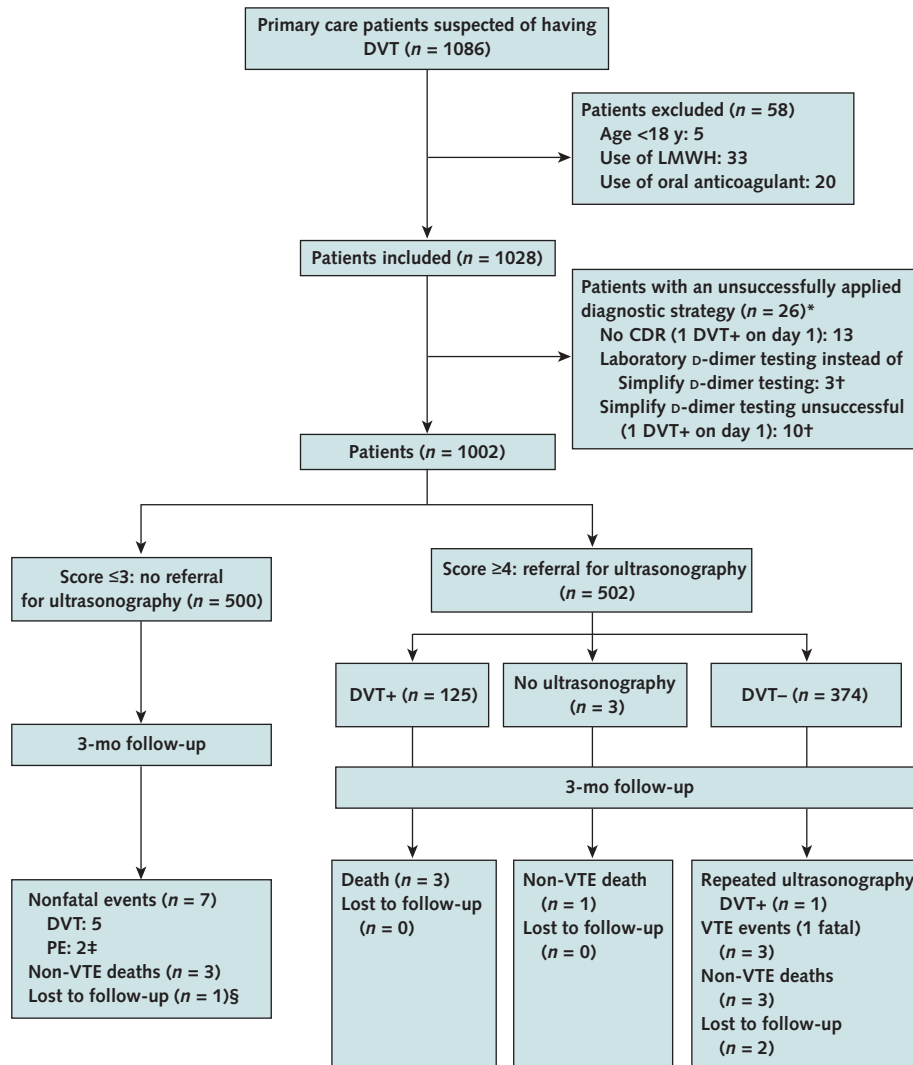 Primary care patients suspected of having
DVT (n = 1086)
Patients excluded (n = 58)
Age <18 y: 5
Use of LMWH: 33
Use of oral anticoagulant: 20
Patients included (n = 1028)
Patients with an unsuccessfully applied
diagnostic strategy (n = 26)*
No CDR (1 DVT+ on day 1): 13
Laboratory D-dimer testing instead of
Simplify D-dimer testing: 3†
Simplify D-dimer testing unsuccessful
(1 DVT+ on day 1): 10†
Patients (n = 1002)
Score ≤3: no referral
for ultrasonography (n = 500)
Score ≥4: referral for ultrasonography
(n = 502)
DVT+ (n = 125)
No ultrasonography
(n = 3)
DVT– (n = 374)
3-mo follow-up
3-mo follow-up
Nonfatal events (n = 7)
DVT: 5
PE: 2‡
Non-VTE deaths (n = 3)
Lost to follow-up (n = 1)§
Death (n = 3)
Lost to follow-up
(n = 0)
Non-VTE death
(n = 1)
Lost to follow-up
(n = 0)
Repeated ultrasonography
DVT+ (n = 1)
VTE events (1 fatal)
(n = 3)
Non-VTE deaths
(n = 3)
Lost to follow-up
(n = 2)